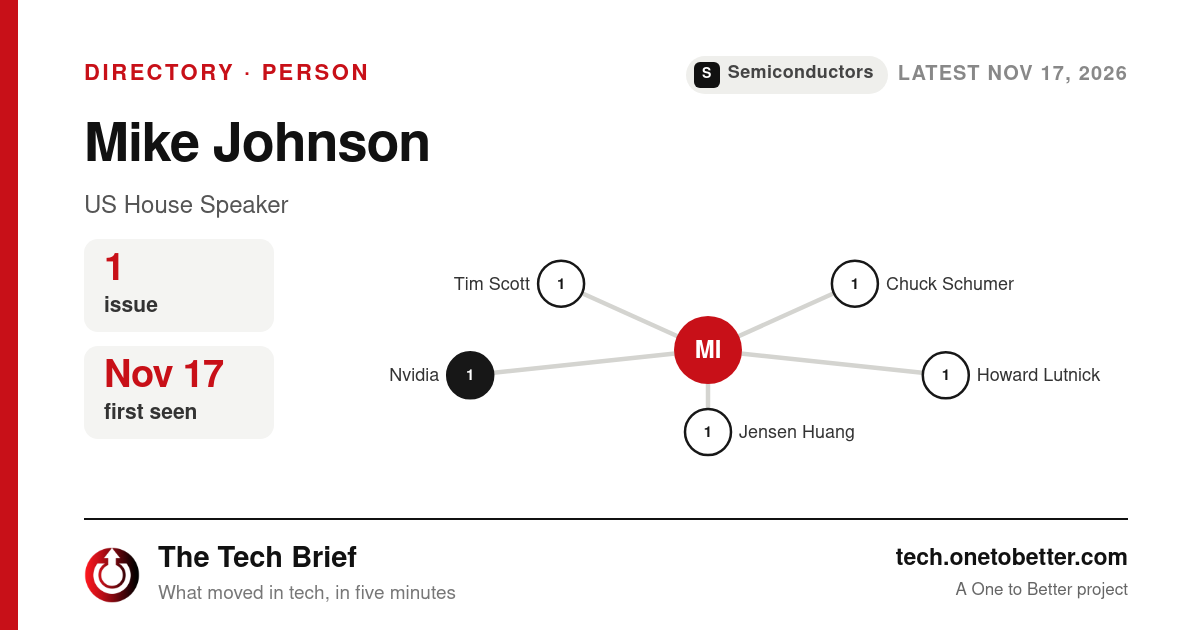 DIRECTORY · PERSON
S Semiconductors LATEST NOV 17, 2026
Mike Johnson
US House Speaker
1
issue
Nov 17
first seen
Tim Scott 1
1 Chuck Schumer
MI
Nvidia 1
1 Howard Lutnick
1 Jensen Huang
The Tech Brief
What moved in tech, in five minutes
tech.onetobetter.com
A One to Better project